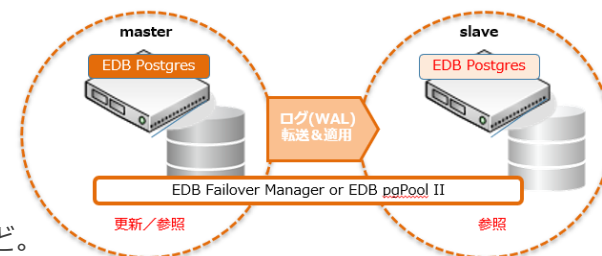 master
slave
EDB Postgres
EDB Postgres
ログ(WAL)
転送&適用
EDB Failover Manager or EDB pgPool II
更新／参照
参照
ど。